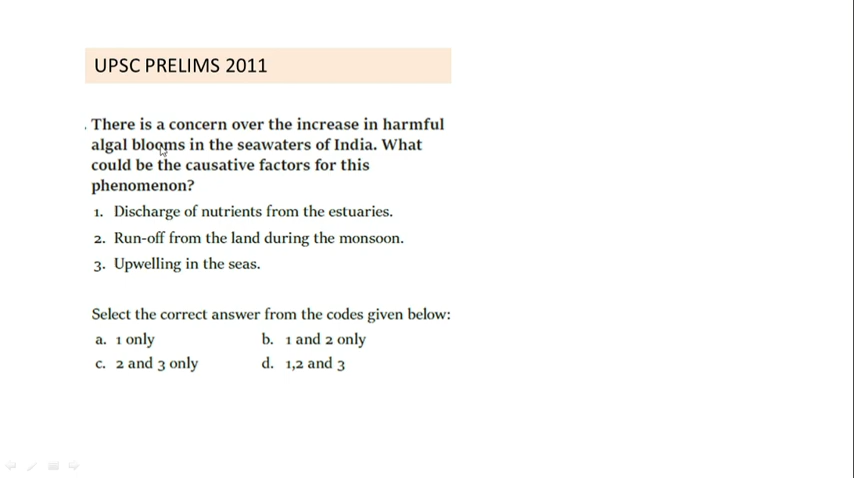 UPSC PRELIMS 2011
. There is a concern over the increase in harmful
algal blooms in the seawaters of India. What
could be the causative factors for this
phenomenon?
1. Discharge of nutrients from the estuaries.
2. Run-off from the land during the monsoon.
3. Upwelling in the seas.
Select the correct answer from the codes given below:
a. 1 only b. 1 and 2 only
c. 2 and 3 only d. 1,2 and 3